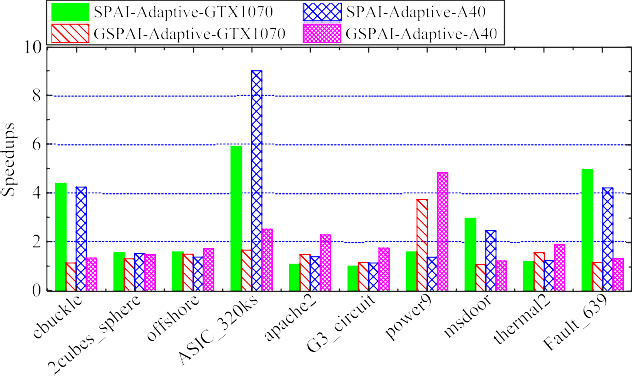 SPAI-Adaptive-GTX1070 SPAI-Adaptive-A40
GSPAI-Adaptive-GTX1070 GSPAI-Adaptive-A40
10
8
6
4
2
0
Speedups
cbuckle
2cubes_sphere
offshore
ASIC_320ks
apache2
G3_circuit
power9
msdoor
thermal2
Fault_639